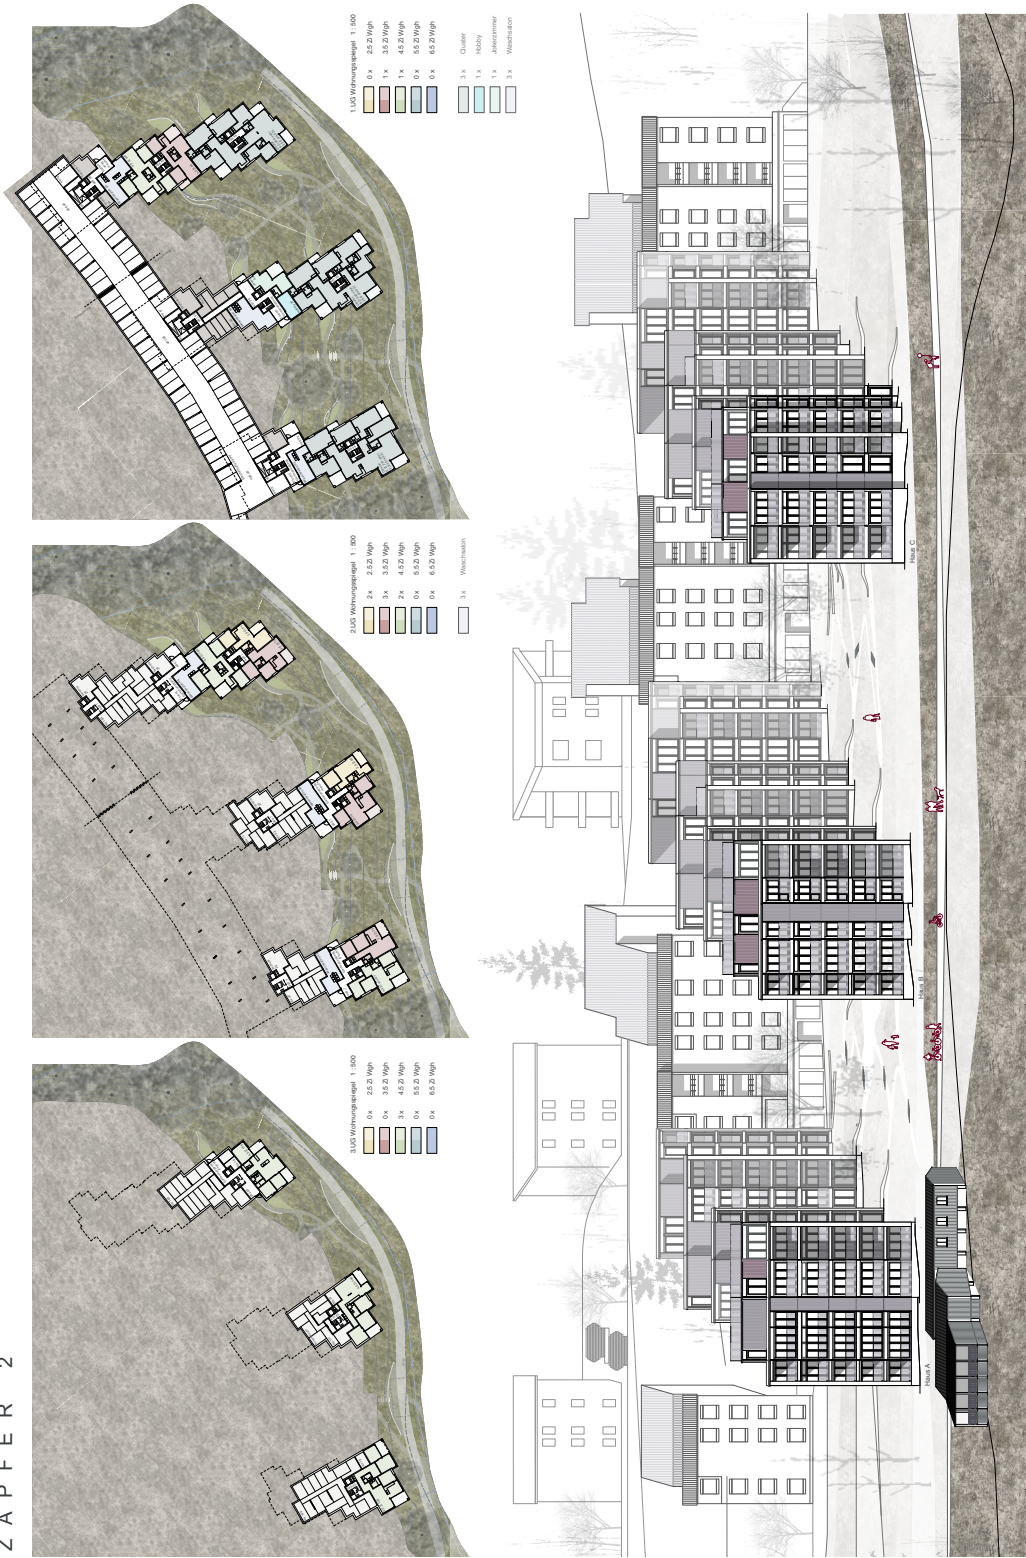 ZAPFER 2
3.UG Wohnungsspiegel 1 : 500
0 x 2.5 Zi Wgh
0 x 3.5 Zi Wgh
3 x 4.5 Zi Wgh
0 x 5.5 Zi Wgh
0 x 6.5 Zi Wgh
2.UG Wohnungsspiegel 1 : 500
2 x 2.5 Zi Wgh
3 x 3.5 Zi Wgh
2 x 4.5 Zi Wgh
0 x 5.5 Zi Wgh
0 x 6.5 Zi Wgh
3 x Waschsalon
1.UG Wohnungsspiegel 1 : 500
0 x 2.5 Zi Wgh
1 x 3.5 Zi Wgh
1 x 4.5 Zi Wgh
0 x 5.5 Zi Wgh
0 x 6.5 Zi Wgh
3 x Cluster
1 x Hobby
1 x Jokerzimmer
3 x Waschsalon
Haus A
Haus B
Haus C